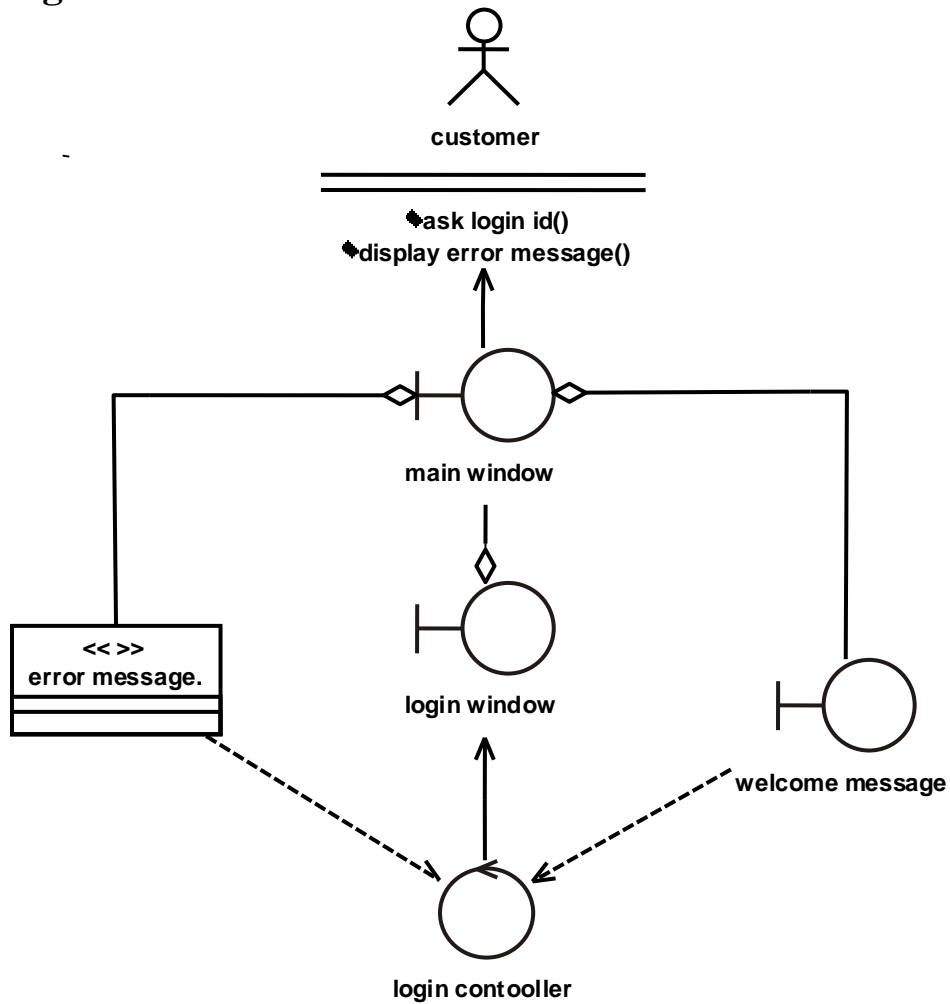 customer
ask login id()
display error message()
main window
<< >>
error message.
login window
welcome message
login contooller